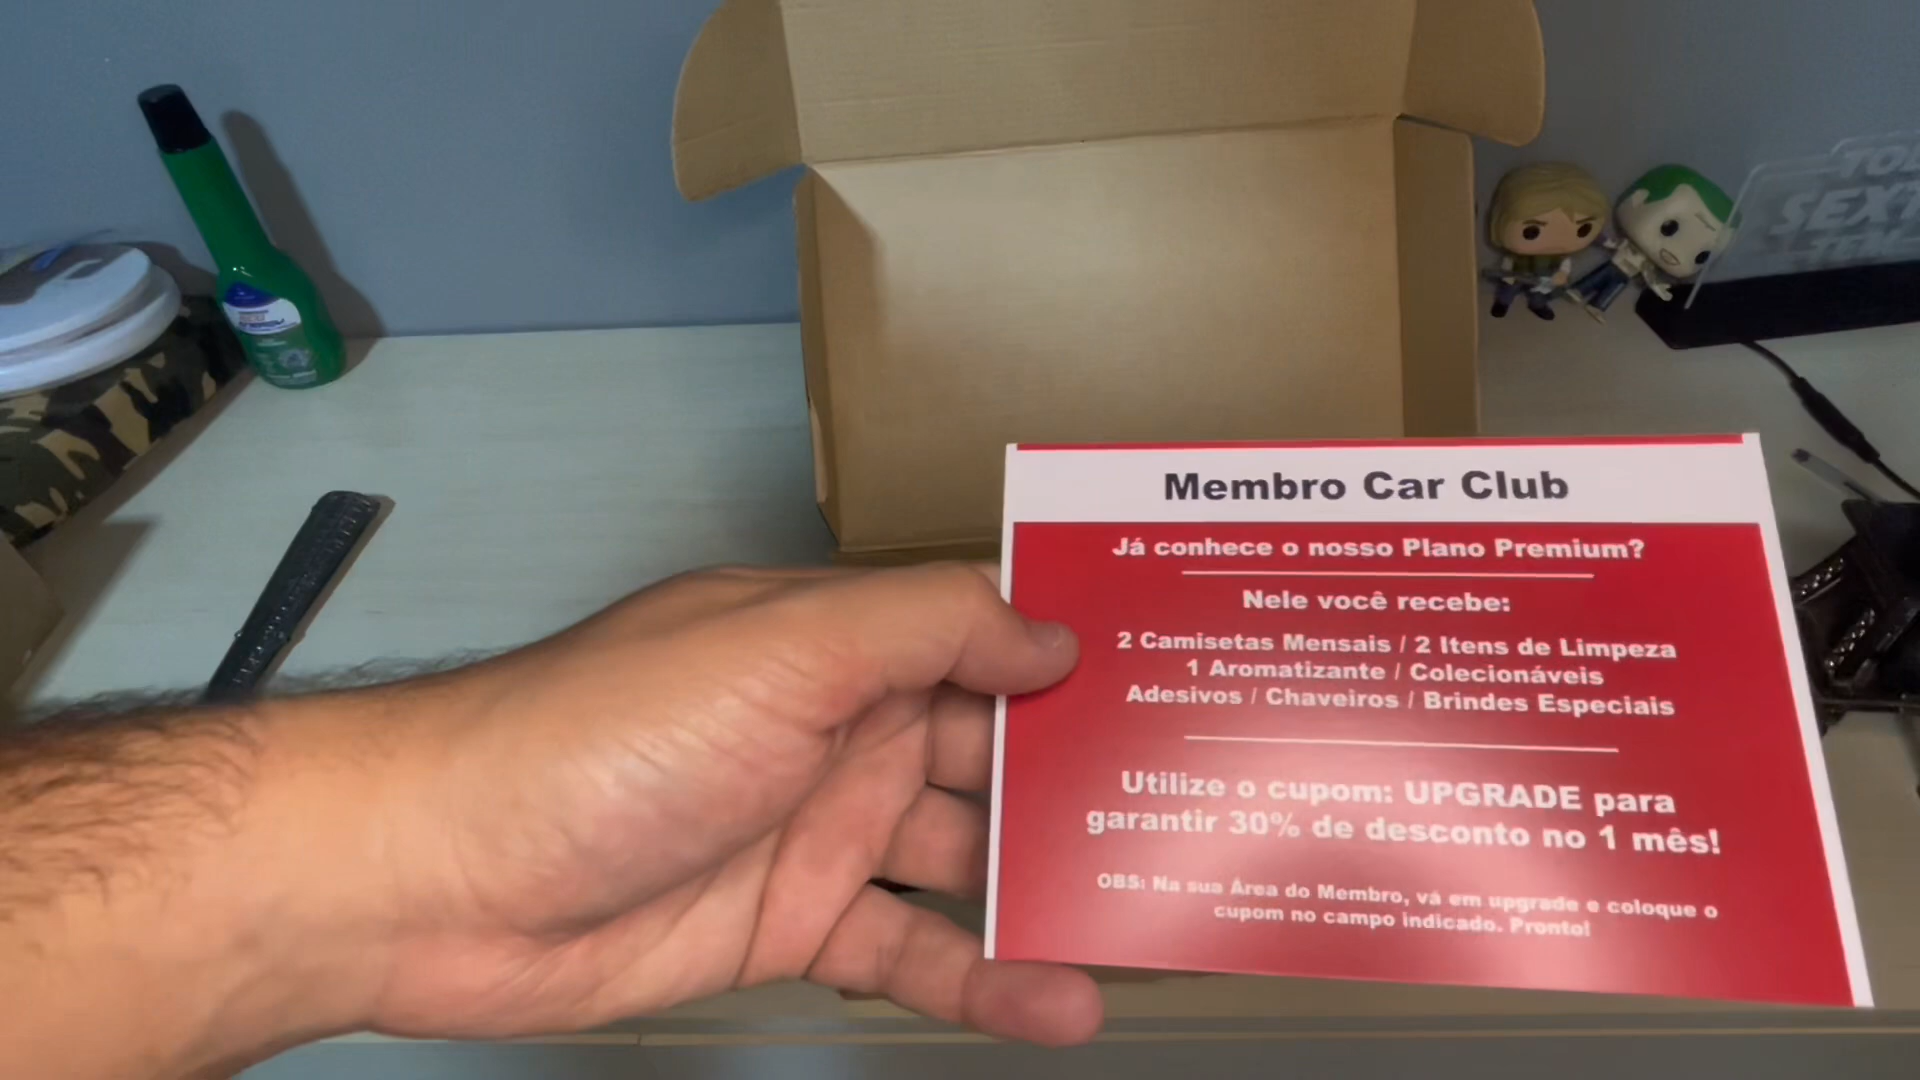 Membro Car Club
Já conhece o nosso Plano Premium?
Nele você recebe:
2 Camisetas Mensais / 2 Itens de Limpeza
1 Aromatizante / Colecionáveis
Adesivos / Chaveiros / Brindes Especiais
Utilize o cupom: UPGRADE para
garantir 30% de desconto no 1 mês!
OBS: Na sua Área do Membro, vá em upgrade e coloque o
cupom no campo indicado. Pronto!